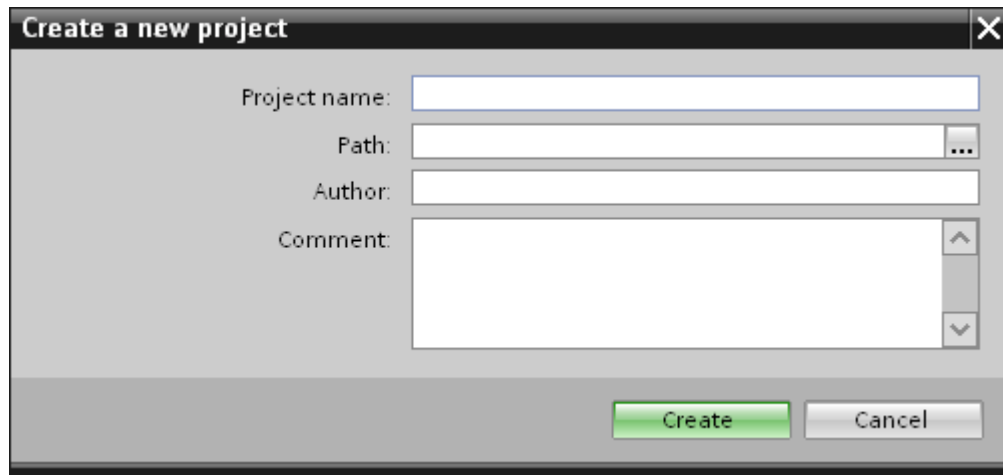 Create a new project
Project name:
Path:
...
Author:
Comment:
Create Cancel